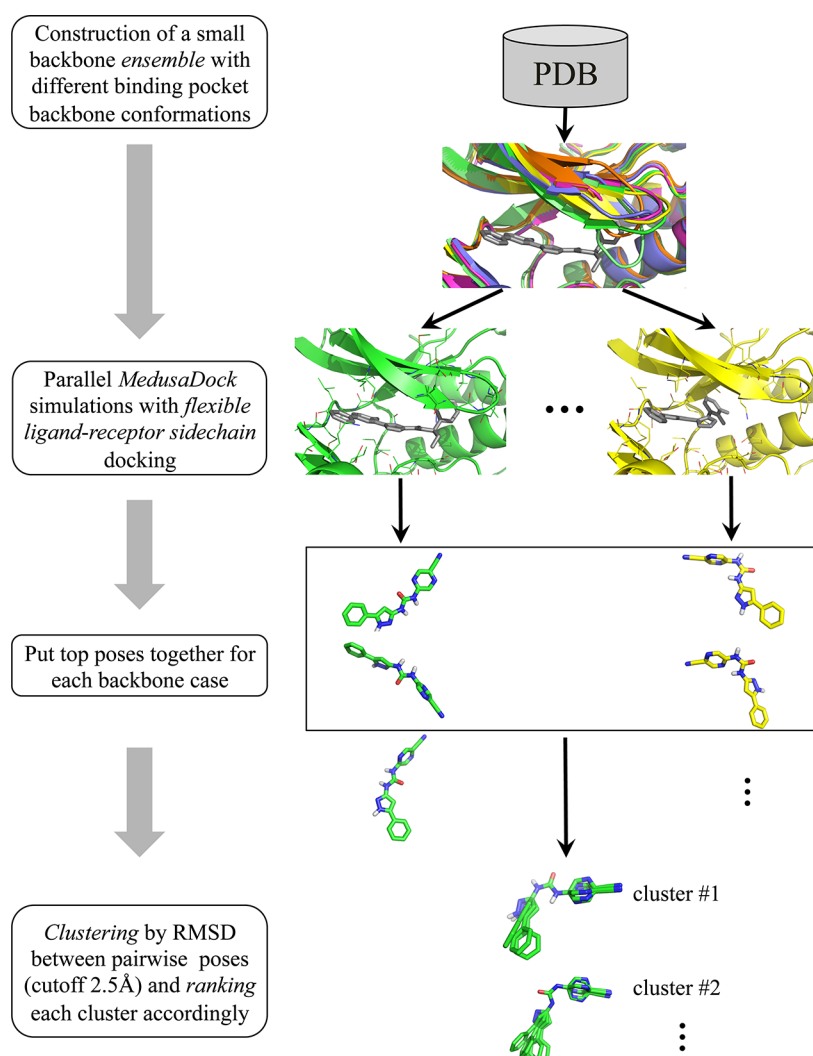 Construction of a small
backbone ensemble with
different binding pocket
backbone conformations
PDB
Parallel MedusaDock
simulations with flexible
ligand-receptor sidechain
docking
Put top poses together for
each backbone case
Clustering by RMSD
between pairwise poses
(cutoff 2.5Å) and ranking
each cluster accordingly
cluster #1
cluster #2